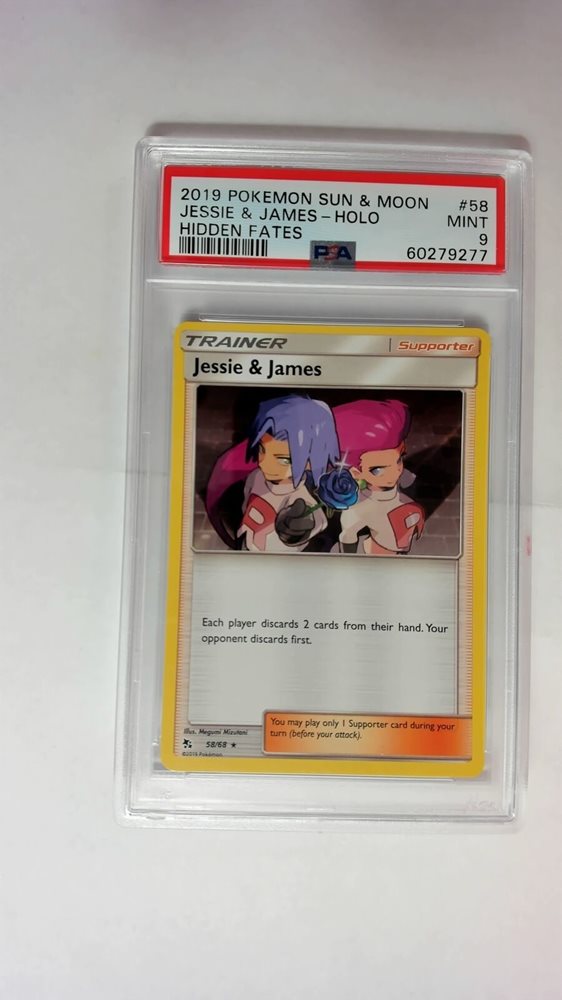 2019 POKEMON SUN & MOON #58
JESSIE & JAMES - HOLO MINT
HIDDEN FATES 9
PSA 60279277
TRAINER Supporter
Jessie & James
R R
Each player discards 2 cards from their hand. Your
opponent discards first.
You may play only 1 Supporter card during your
turn (before your attack).
Illus. Megumi Mizutani
58/68 ★
©2019 Pokémon